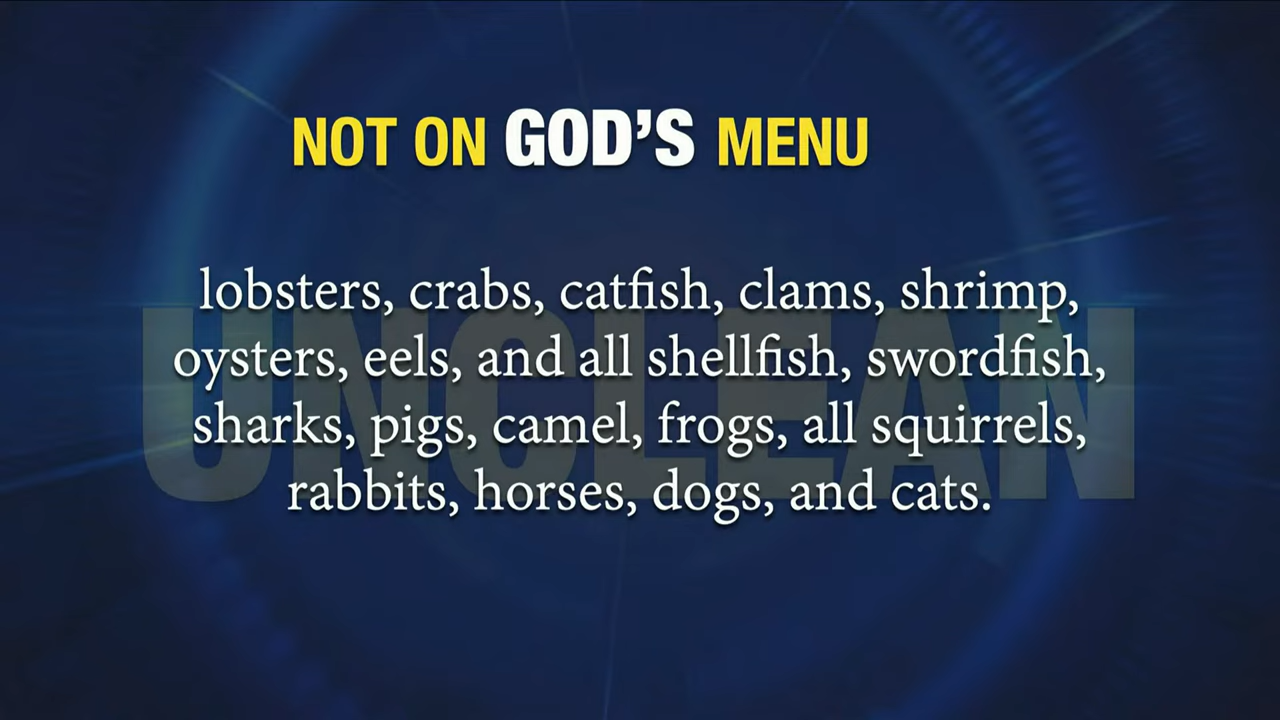 NOT ON GOD'S MENU
UNCLEAN
lobsters, crabs, catfish, clams, shrimp,
oysters, eels, and all shellfish, swordfish,
sharks, pigs, camel, frogs, all squirrels,
rabbits, horses, dogs, and cats.